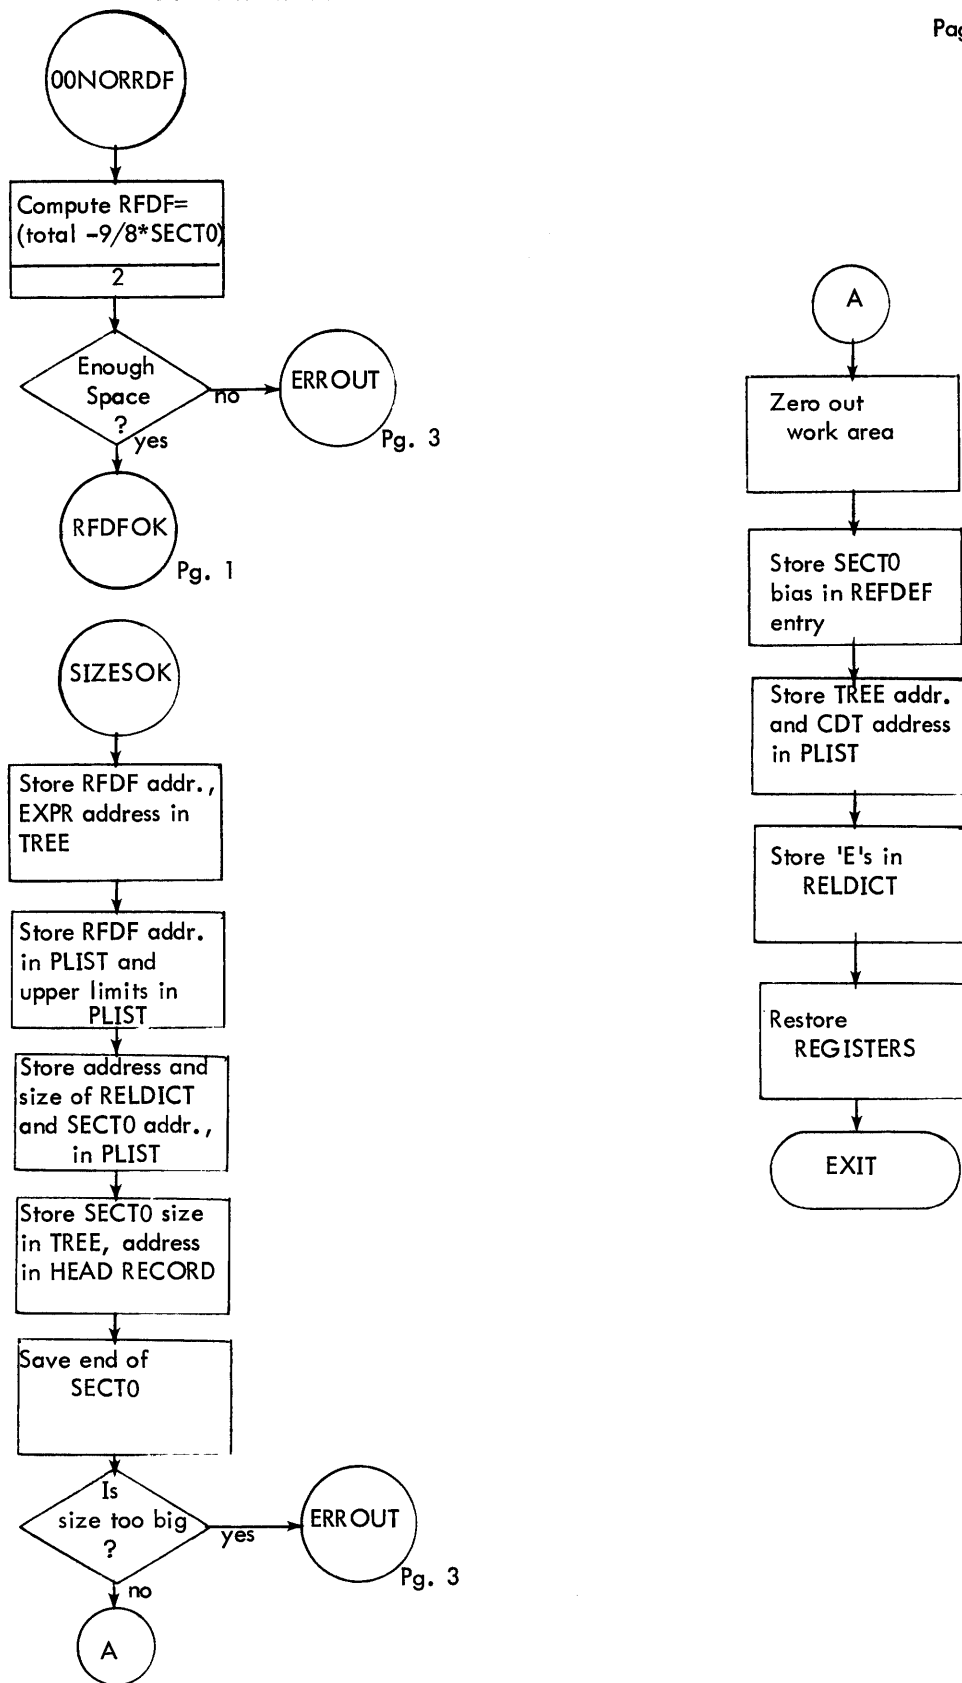 Pag
00NORRDF
Compute RFDF=
(total -9/8*SECT0)
2
Enough
Space
?
no
yes
ERROUT
Pg. 3
RFDFOK
Pg. 1
SIZESOK
Store RFDF addr.,
EXPR address in
TREE
Store RFDF addr.
in PLIST and
upper limits in
PLIST
Store address and
size of RELDICT
and SECT0 addr.,
in PLIST
Store SECT0 size
in TREE, address
in HEAD RECORD
Save end of
SECT0
Is
size too big
?
yes
no
ERROUT
Pg. 3
A
A
Zero out
work area
Store SECT0
bias in REFDEF
entry
Store TREE addr.
and CDT address
in PLIST
Store 'E's in
RELDICT
Restore
REGISTERS
EXIT